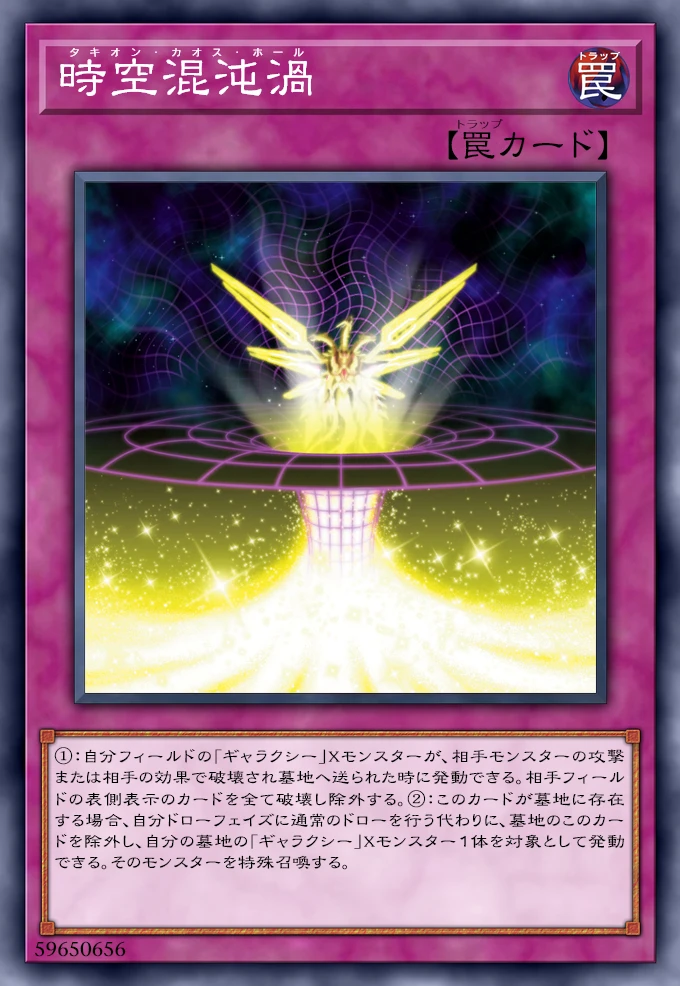 タキオン・カオス・ホール
時空混沌渦
トラップ
罠
トラップ
【罠カード】
①：自分フィールドの「ギャラクシー」Xモンスターが、相手モンスターの攻撃
または相手の効果で破壊され墓地へ送られた時に発動できる。相手フィール
ドの表側表示のカードを全て破壊し除外する。②：このカードが墓地に存在
する場合、自分ドローフェイズに通常のドローを行う代わりに、墓地のこのカー
ドを除外し、自分の墓地の「ギャラクシー」Xモンスター１体を対象として発動
できる。そのモンスターを特殊召喚する。
59650656